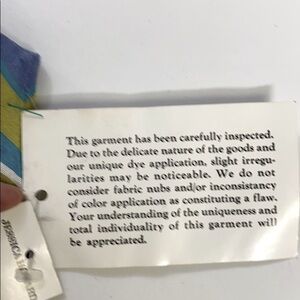 This garment has been carefully inspected.
Due to the delicate nature of the goods and
our unique dye application, slight irregu-
larities may be noticeable. We do not
consider fabric nubs and/or inconsistancy
of color application as constituting a flaw.
Your understanding of the uniqueness and
total individuality of this garment will
be appreciated.
JESSICA